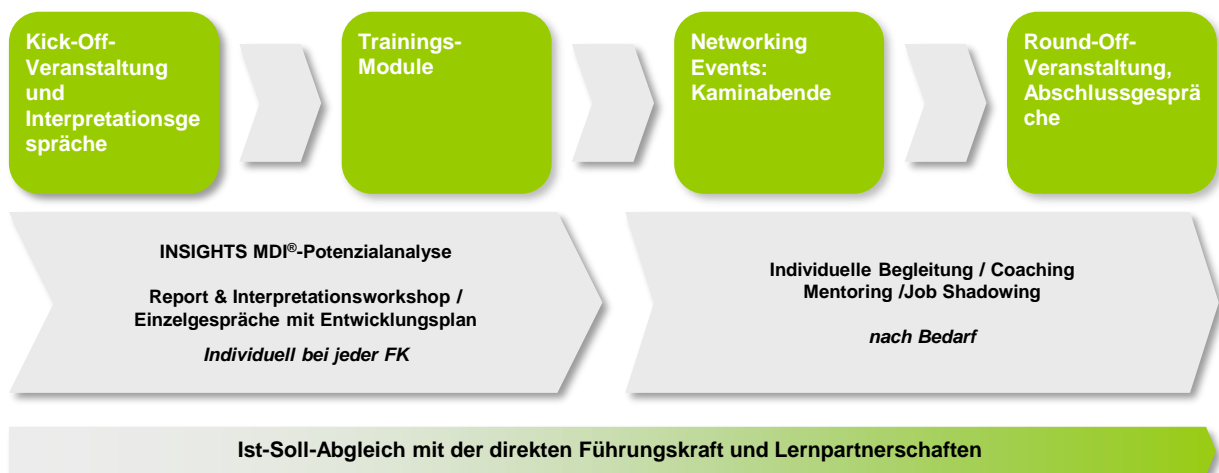 Kick-Off-
Veranstaltung
und
Interpretationsge
spräche
Trainings-
Module
Networking
Events:
Kaminabende
Round-Off-
Veranstaltung,
Abschlussgesprä
che
INSIGHTS MDI®-Potenzialanalyse
Report & Interpretationsworkshop /
Einzelgespräche mit Entwicklungsplan
Individuell bei jeder FK
Individuelle Begleitung / Coaching
Mentoring /Job Shadowing
nach Bedarf
Ist-Soll-Abgleich mit der direkten Führungskraft und Lernpartnerschaften